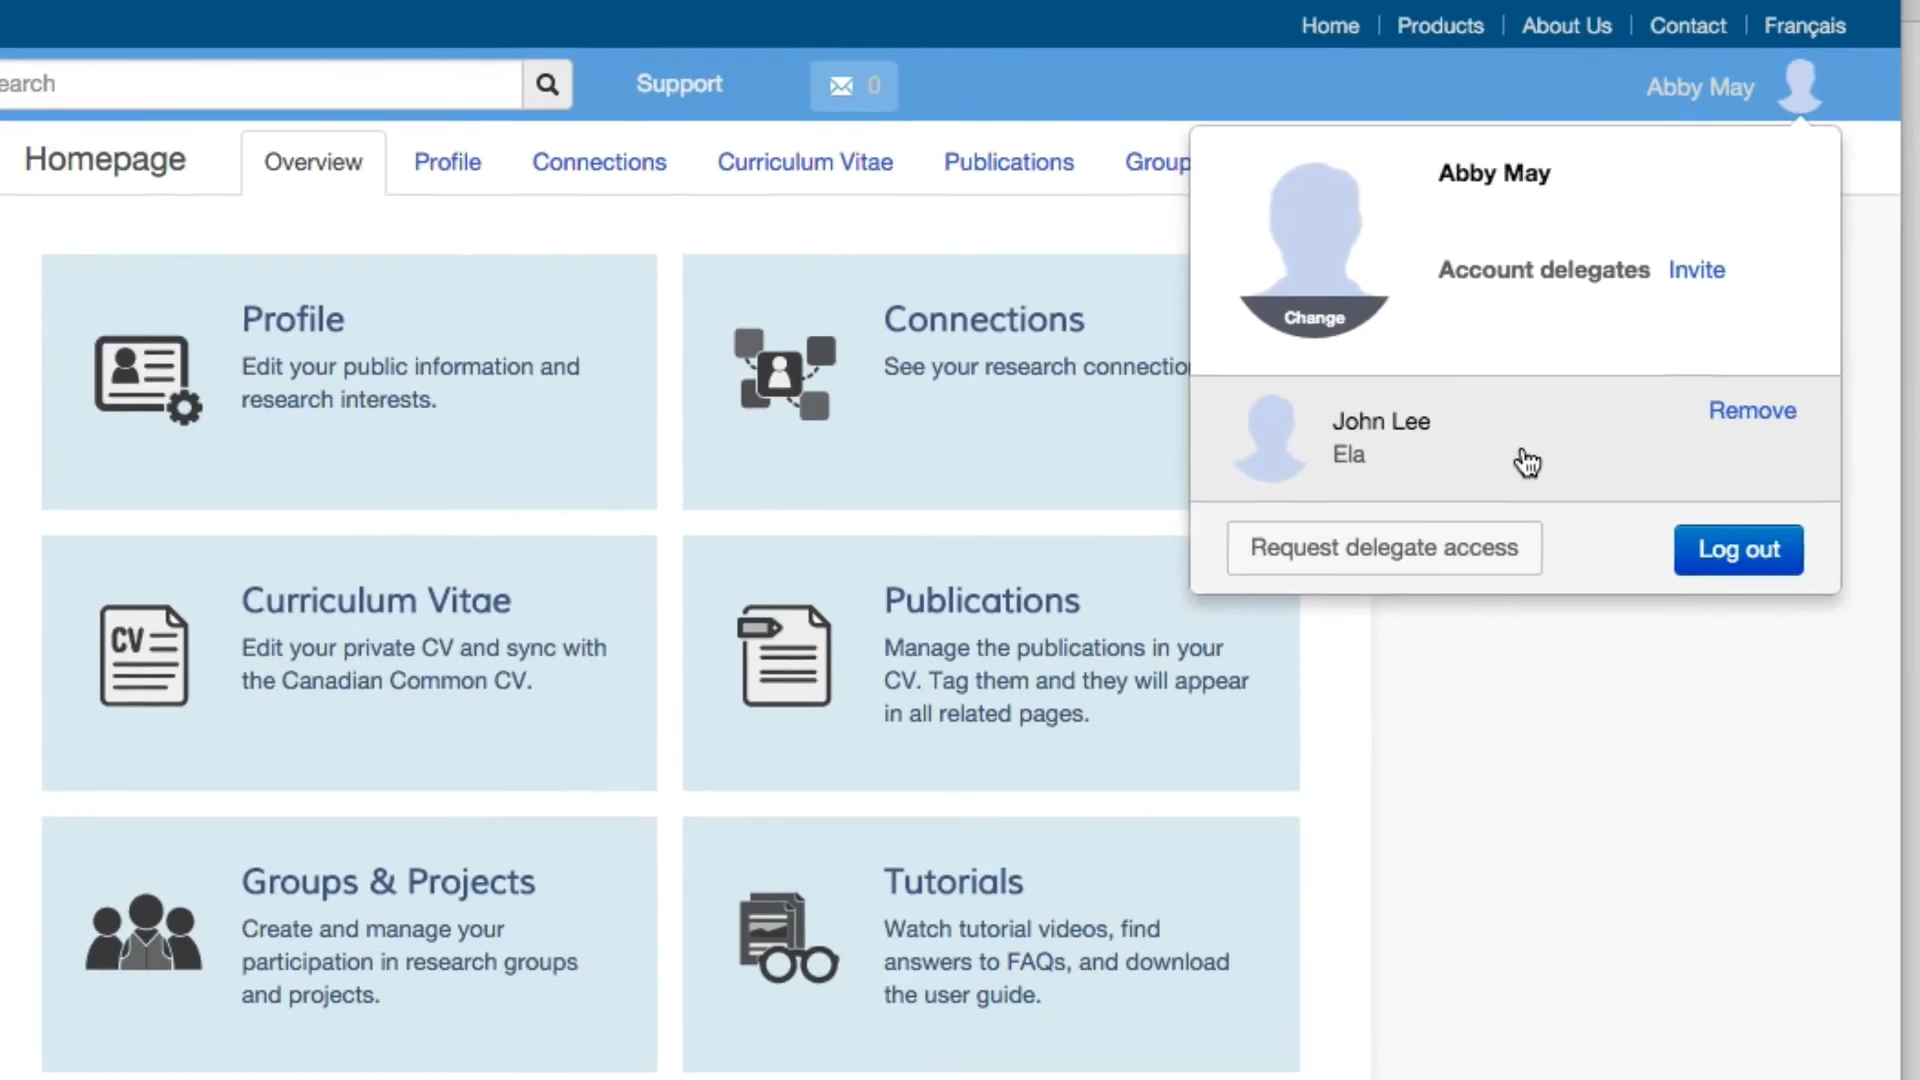 Home
Products
About Us
Contact
Français
earch
Support
0
Abby May
Homepage
Overview
Profile
Connections
Curriculum Vitae
Publications
Group
Abby May
Account delegates Invite
Change
John Lee
Ela
Remove
Request delegate access
Log out
Profile
Edit your public information and
research interests.
Connections
See your research connectio
Curriculum Vitae
CV
Edit your private CV and sync with
the Canadian Common CV.
Publications
Manage the publications in your
CV. Tag them and they will appear
in all related pages.
Groups & Projects
Create and manage your
participation in research groups
and projects.
Tutorials
Watch tutorial videos, find
answers to FAQs, and download
the user guide.